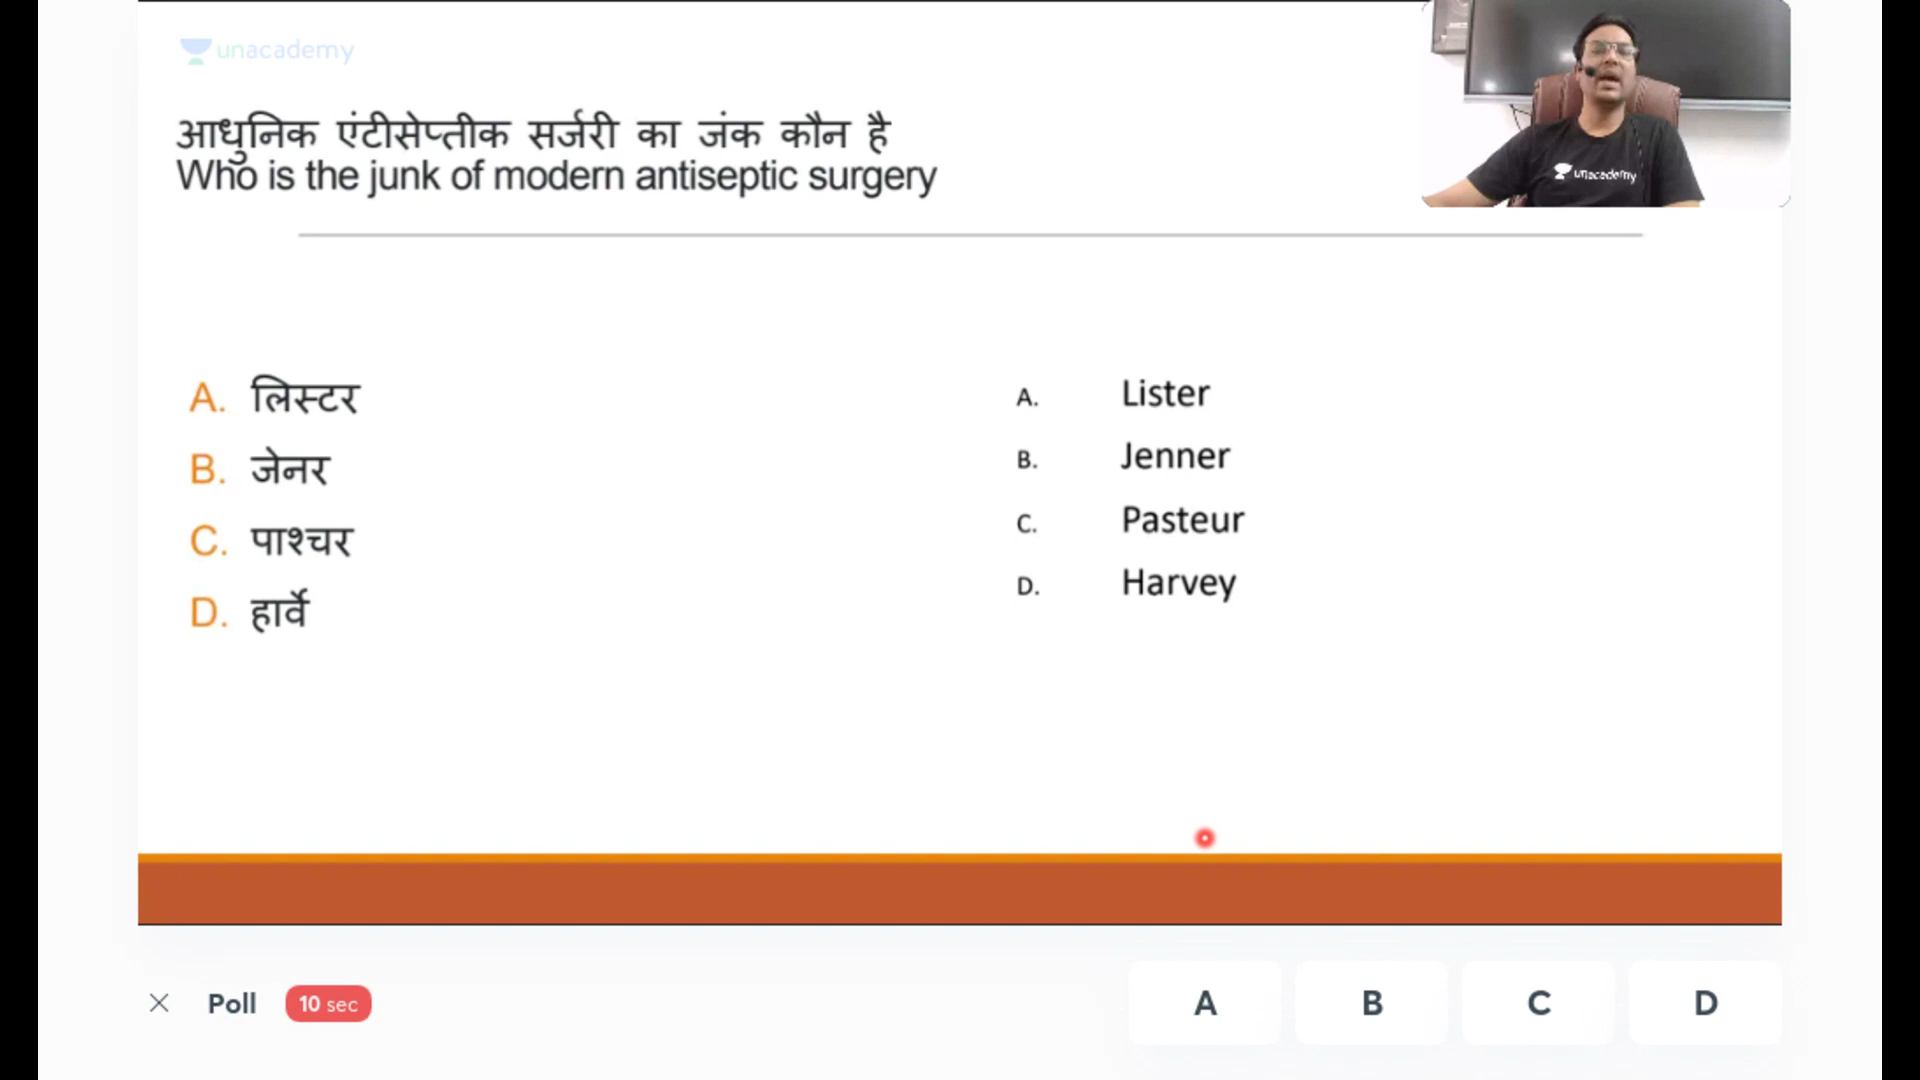 unacademy
आधुनिक एंटीसेप्तीक सर्जरी का जंक कौन है
Who is the junk of modern antiseptic surgery
unacademy
A. लिस्टर
B. जेनर
C. पाश्चर
D. हार्वे
A. Lister
B. Jenner
C. Pasteur
D. Harvey
Poll 10 sec A B C D